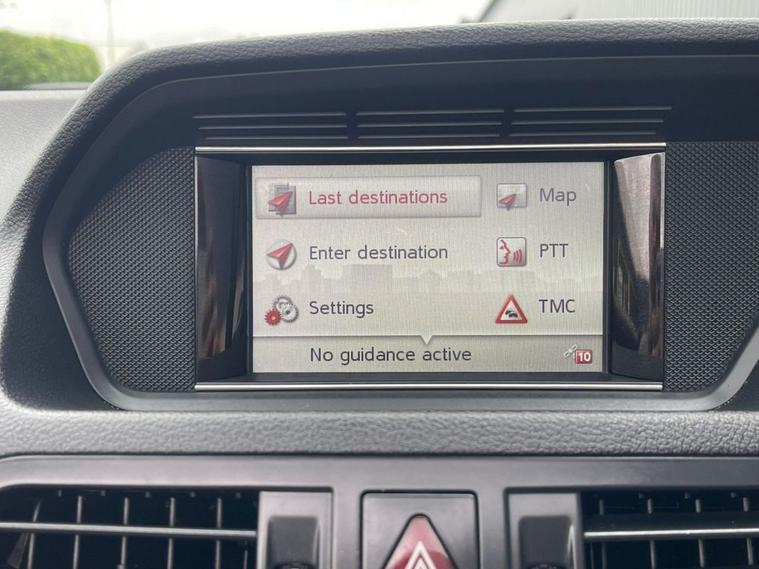 Last destinations
Map
Enter destination
PTT
Settings
TMC
No guidance active
10